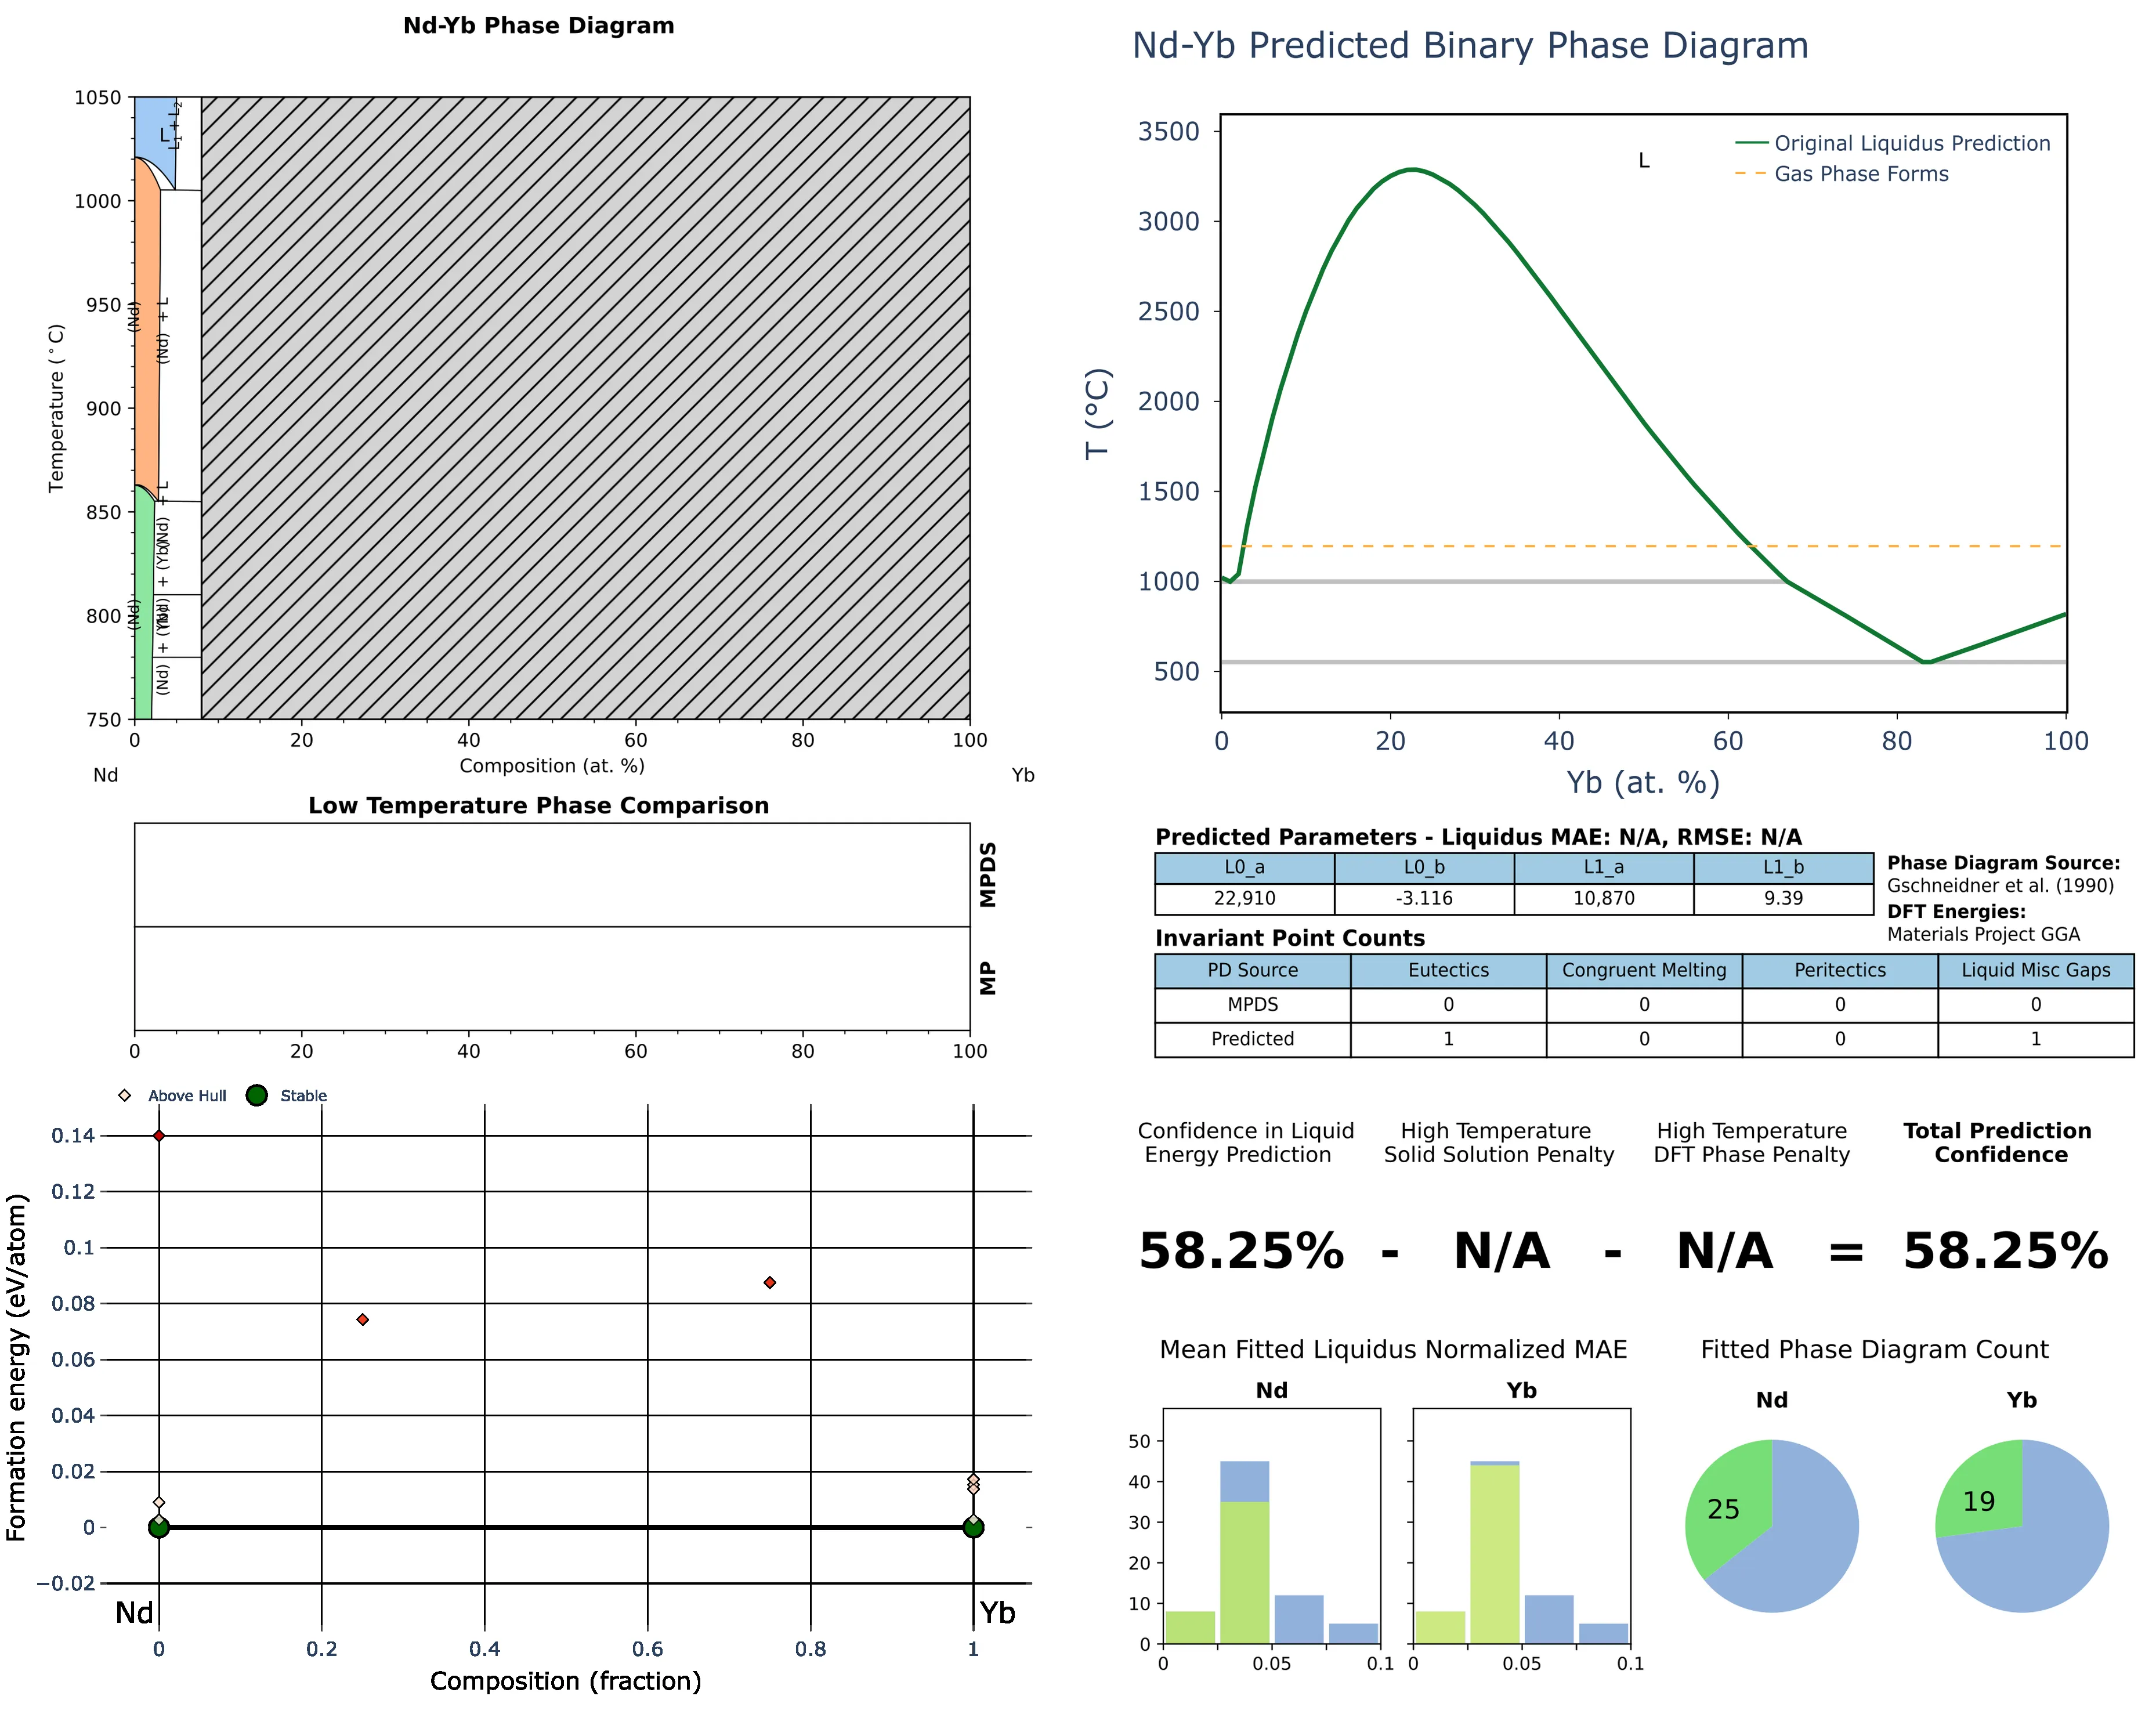 Nd-Yb Phase Diagram
1050
1000
950
900
850
800
750
Temperature (°C)
L
L₁+L₂
(Nd)
(Nd) + L
(Nd)
+ L
(Nd)
+ (Yb)
(Nd)
+ (Yb)
(Nd)
0 20 40 60 80 100
Composition (at. %)
Nd Yb
Low Temperature Phase Comparison
MPDS
MP
0 20 40 60 80 100
Above Hull Stable
0.14
0.12
0.1
0.08
0.06
0.04
0.02
0
−0.02
Formation energy (eV/atom)
Nd Yb
0 0.2 0.4 0.6 0.8 1
Composition (fraction)
Nd-Yb Predicted Binary Phase Diagram
3500
3000
2500
2000
1500
1000
500
T (°C)
L
Original Liquidus Prediction
Gas Phase Forms
0 20 40 60 80 100
Yb (at. %)
Predicted Parameters - Liquidus MAE: N/A, RMSE: N/A
L0_a L0_b L1_a L1_b
22,910 -3.116 10,870 9.39
Phase Diagram Source:
Gschneidner et al. (1990)
DFT Energies:
Materials Project GGA
Invariant Point Counts
PD Source Eutectics Congruent Melting Peritectics Liquid Misc Gaps
MPDS 0 0 0 0
Predicted 1 0 0 1
Confidence in Liquid
Energy Prediction
High Temperature
Solid Solution Penalty
High Temperature
DFT Phase Penalty
Total Prediction
Confidence
58.25% - N/A - N/A = 58.25%
Mean Fitted Liquidus Normalized MAE
Nd Yb
50
40
30
20
10
0
0 0.05 0.1 0 0.05 0.1
Fitted Phase Diagram Count
Nd Yb
25 19